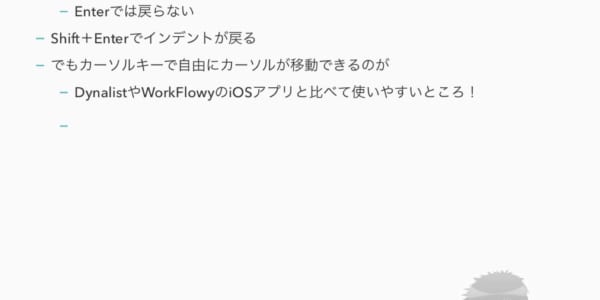 – Enterでは戻らない
– Shift＋Enterでインデントが戻る
– でもカーソルキーで自由にカーソルが移動できるのが
– DynalistやWorkFlowyのiOSアプリと比べて使いやすいところ！
–